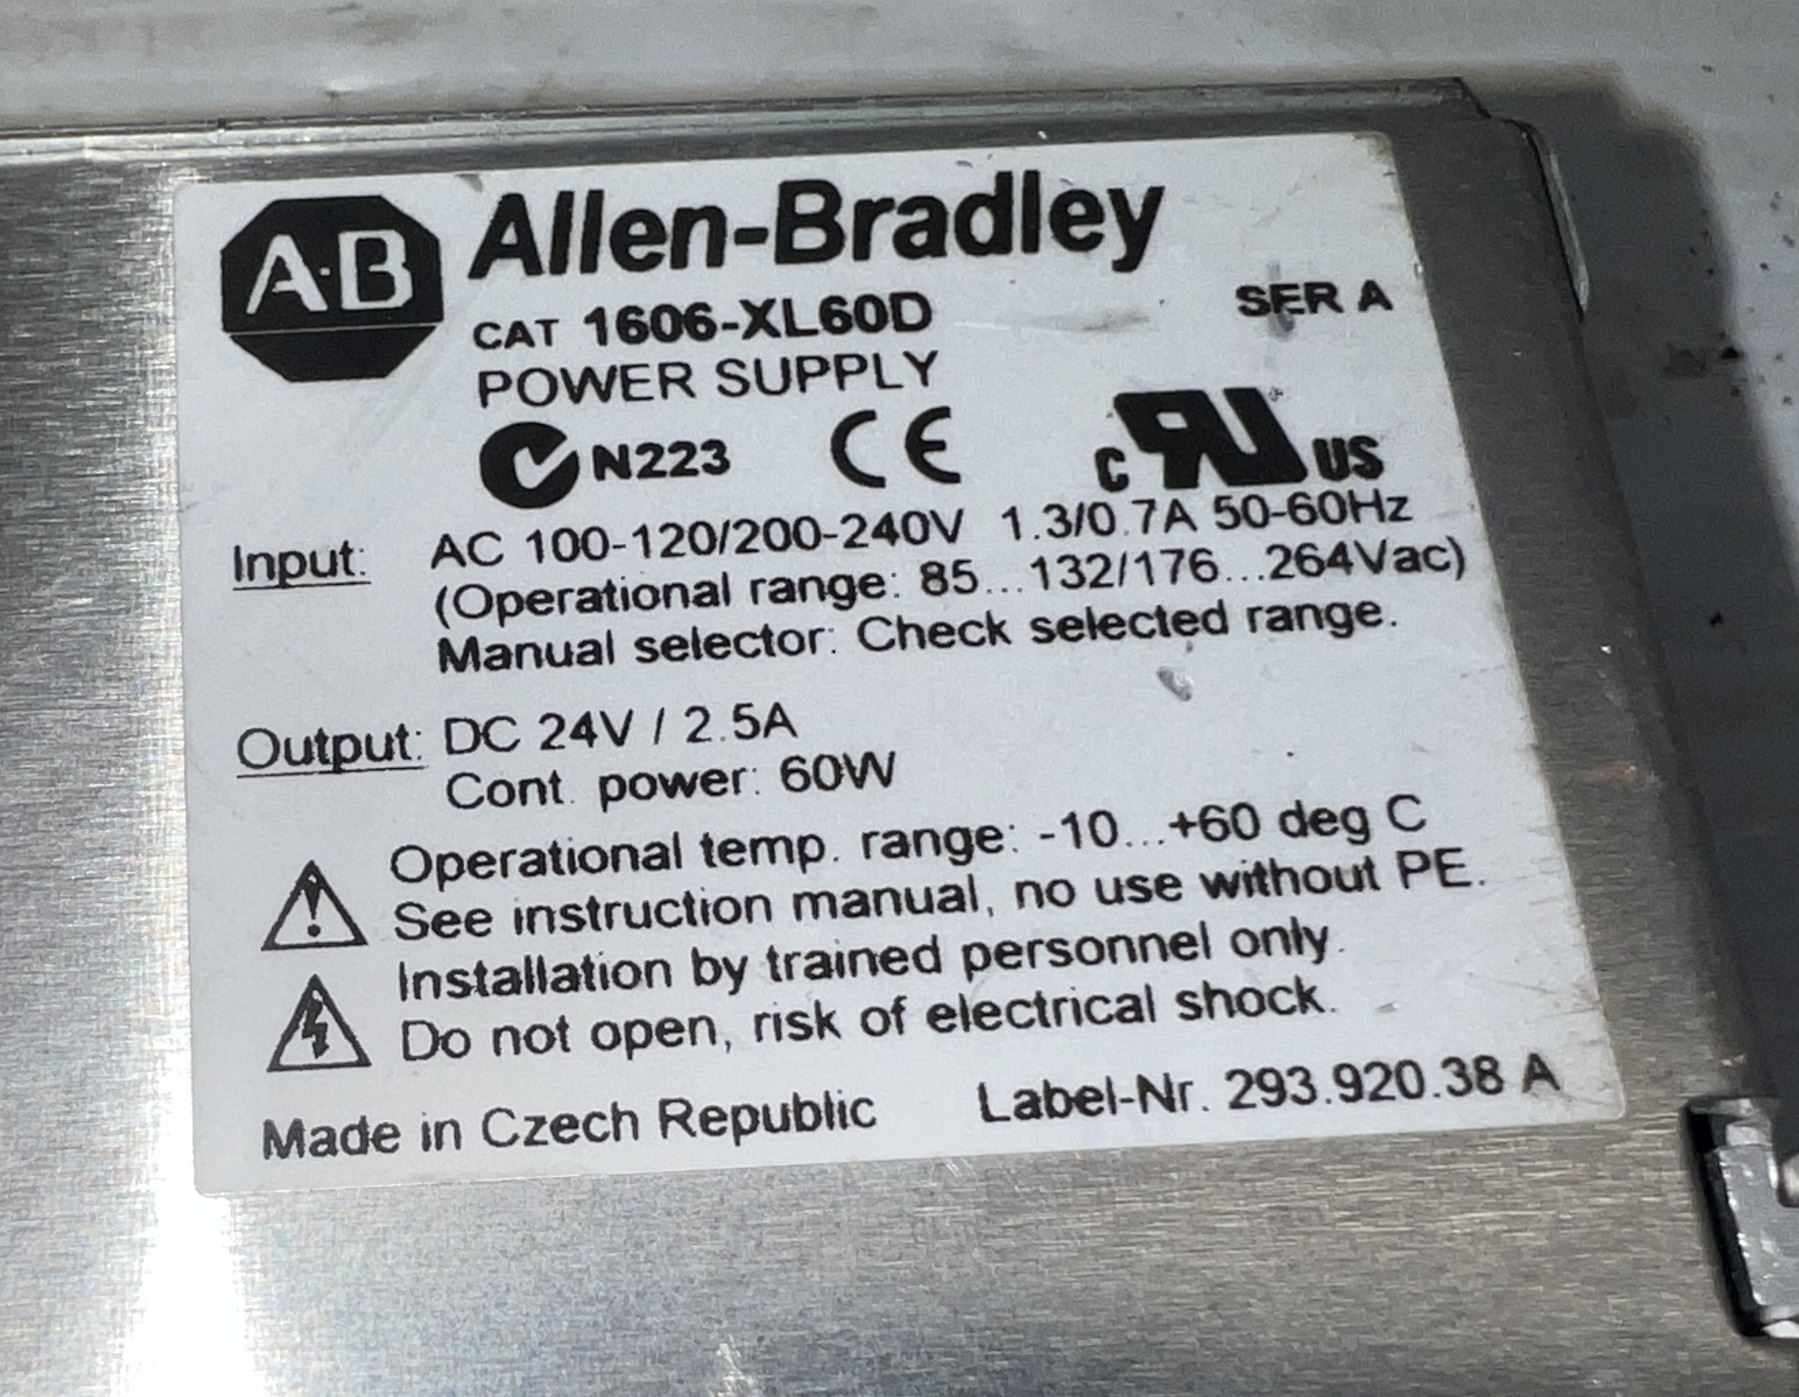 A·B Allen-Bradley
CAT 1606-XL60D SER A
POWER SUPPLY
N223 CE c RU US
Input: AC 100-120/200-240V 1.3/0.7A 50-60Hz
(Operational range: 85...132/176...264Vac)
Manual selector: Check selected range.
Output: DC 24V / 2.5A
Cont. power: 60W
Operational temp. range: -10...+60 deg C
See instruction manual, no use without PE.
Installation by trained personnel only.
Do not open, risk of electrical shock.
Made in Czech Republic Label-Nr. 293.920.38 A